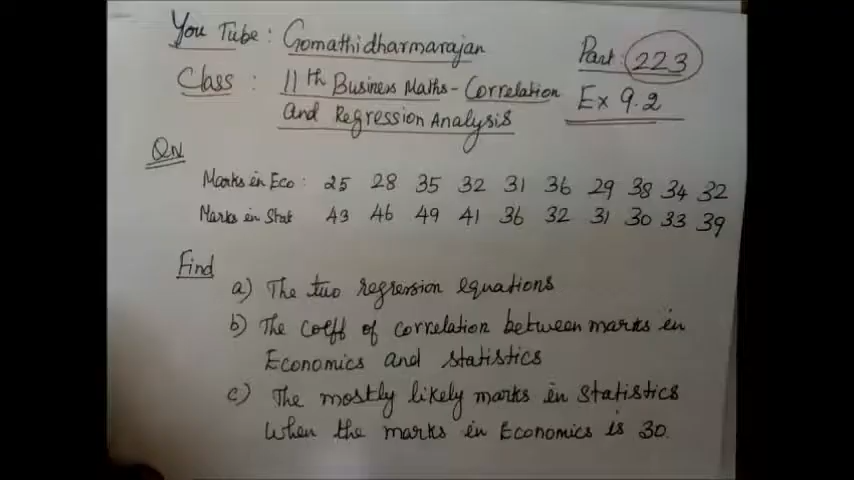 You Tube: Gomathidharmarajan
Part: 223
Class: 11th Business Maths - Correlation
and Regression Analysis
Ex 9.2
QN
Marks in Eco: 25 28 35 32 31 36 29 38 34 32
Marks in Stat 43 46 49 41 36 32 31 30 33 39
Find
a) The two regression equations
b) The coeff of correlation between marks in
Economics and statistics
c) The mostly likely marks in statistics
When the marks in Economics is 30.